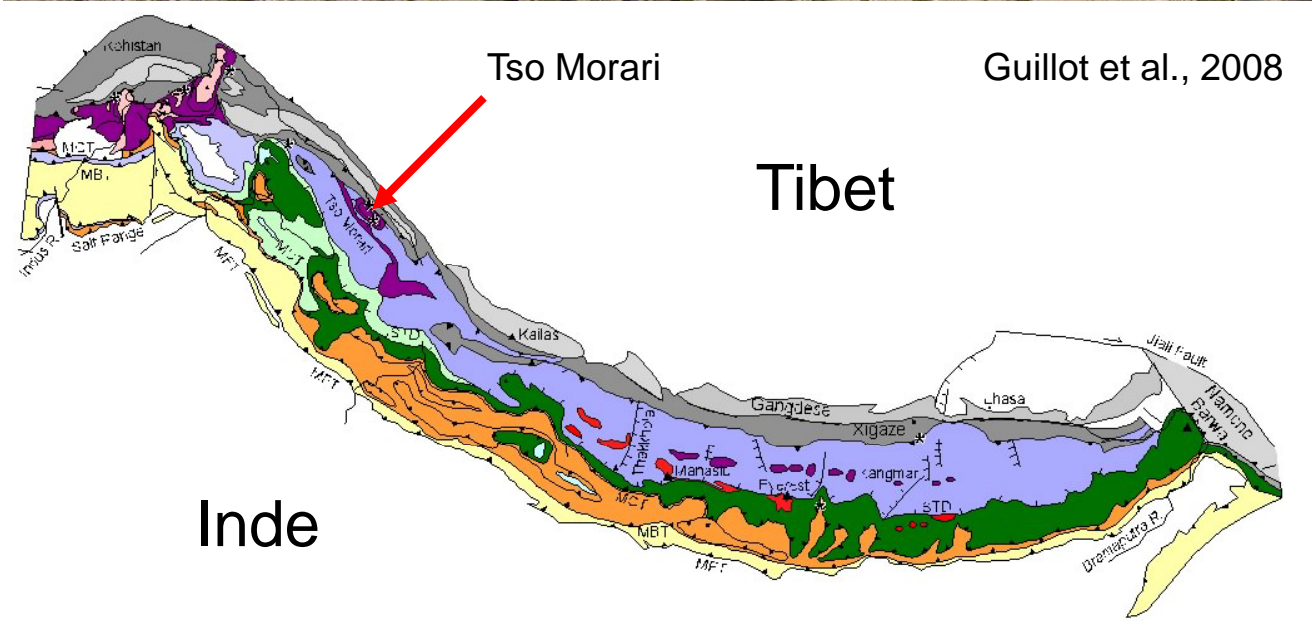 Kohistan
Tso Morari
Guillot et al., 2008
Tibet
MCT
MBT
Indus R.
Salt Range
Tso Morari
MCT
MFT
STD
Kailas
Jiali Fault
Namche
Barwa
MFT
Gangdese
Lhasa
Xigaze
Thakkhola
Manaslu
Everest
Kangmar
Inde
MCT
STD
MBT
MFT